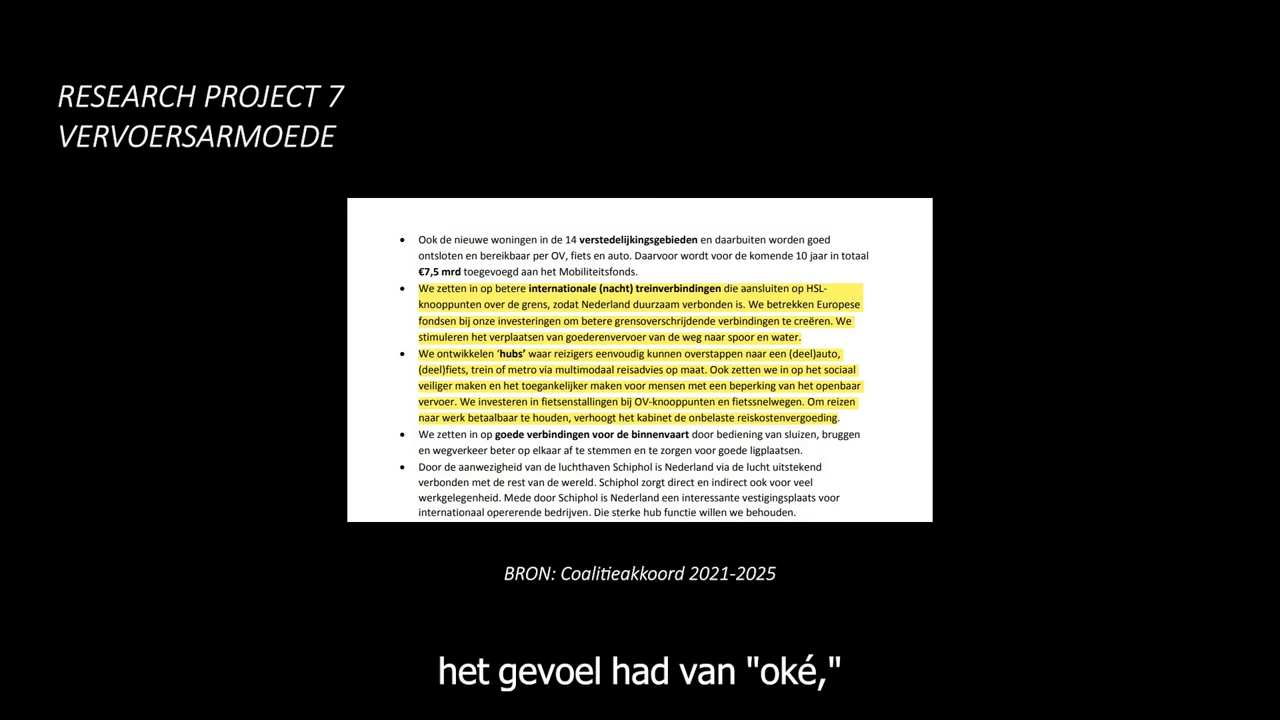 RESEARCH PROJECT 7
VERVOERSARMOEDE
• Ook de nieuwe woningen in de 14 verstedelijkingsgebieden en daarbuiten worden goed
ontsloten en bereikbaar per OV, fiets en auto. Daarvoor wordt voor de komende 10 jaar in totaal
€7,5 mrd toegevoegd aan het Mobiliteitsfonds.
• We zetten in op betere internationale (nacht) treinverbindingen die aansluiten op HSL-
knooppunten over de grens, zodat Nederland duurzaam verbonden is. We betrekken Europese
fondsen bij onze investeringen om betere grensoverschrijdende verbindingen te creëren. We
stimuleren het verplaatsen van goederenvervoer van de weg naar spoor en water.
• We ontwikkelen ‘hubs’ waar reizigers eenvoudig kunnen overstappen naar een (deel)auto,
(deel)fiets, trein of metro via multimodaal reisadvies op maat. Ook zetten we in op het sociaal
veiliger maken en het toegankelijker maken voor mensen met een beperking van het openbaar
vervoer. We investeren in fietsenstallingen bij OV-knooppunten en fietssnelwegen. Om reizen
naar werk betaalbaar te houden, verhoogt het kabinet de onbelaste reiskostenvergoeding.
• We zetten in op goede verbindingen voor de binnenvaart door bediening van sluizen, bruggen
en wegverkeer beter op elkaar af te stemmen en te zorgen voor goede ligplaatsen.
• Door de aanwezigheid van de luchthaven Schiphol is Nederland via de lucht uitstekend
verbonden met de rest van de wereld. Schiphol zorgt direct en indirect ook voor veel
werkgelegenheid. Mede door Schiphol is Nederland een interessante vestigingsplaats voor
internationaal opererende bedrijven. Die sterke hub functie willen we behouden.
BRON: Coalitieakkoord 2021-2025
het gevoel had van "oké,"